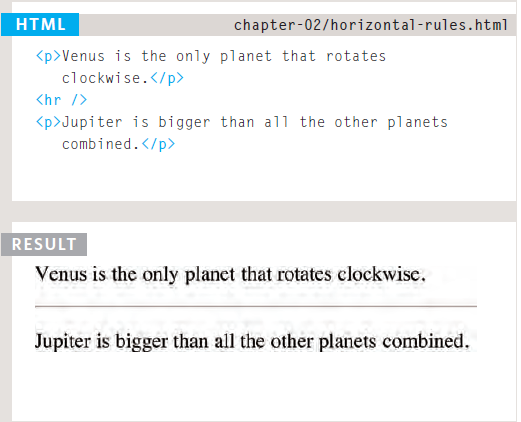 HTML
chapter-02/horizontal-rules.html
<p>Venus is the only planet that rotates
clockwise.</p>
<hr />
<p>Jupiter is bigger than all the other planets
combined.</p>
RESULT
Venus is the only planet that rotates clockwise.
Jupiter is bigger than all the other planets combined.